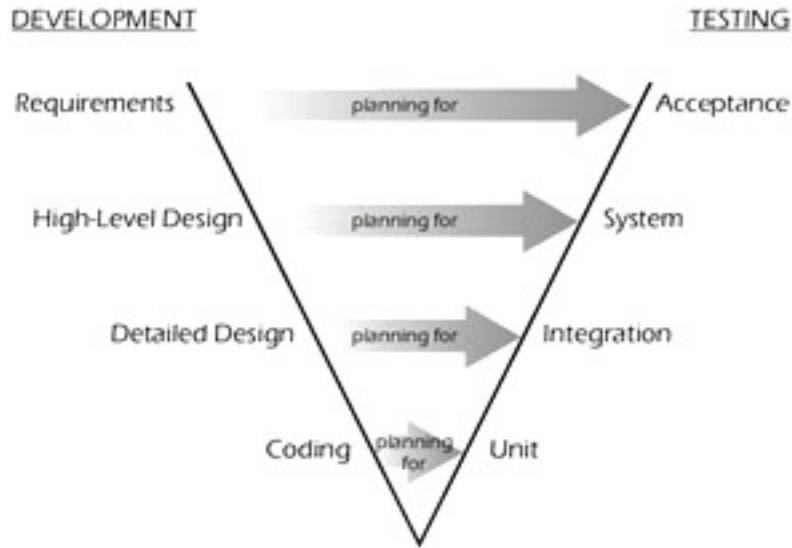 DEVELOPMENT TESTING
Requirements planning for Acceptance
High-Level Design planning for System
Detailed Design planning for Integration
Coding planning for Unit